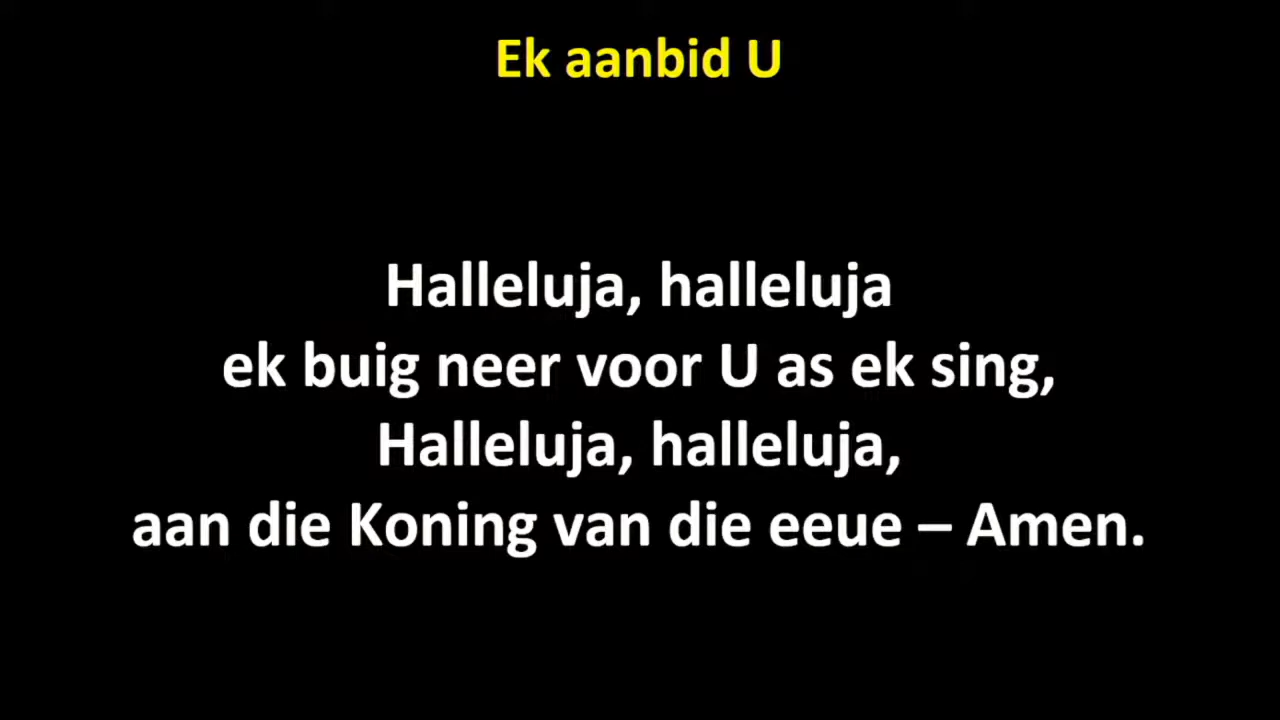 Ek aanbid U
Halleluja, halleluja
ek buig neer voor U as ek sing,
Halleluja, halleluja,
aan die Koning van die eeue – Amen.